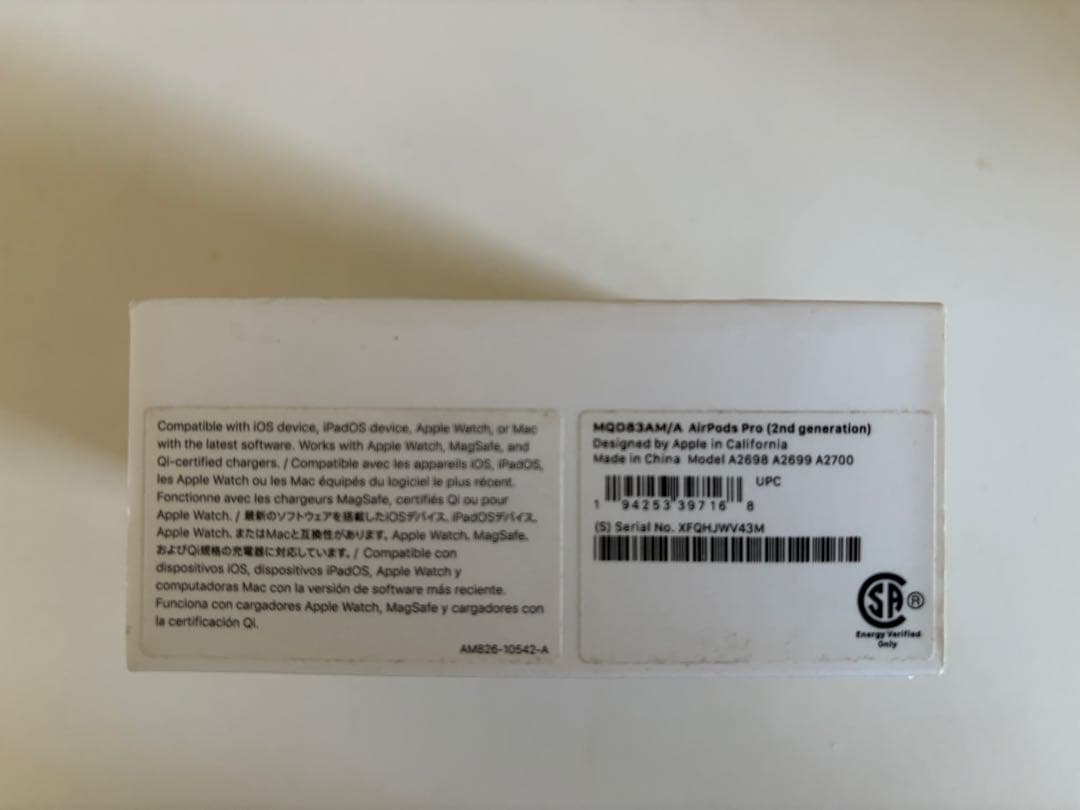 Compatible with iOS device, iPadOS device, Apple Watch, or Mac
with the latest software. Works with Apple Watch, MagSafe, and
Qi-certified chargers. / Compatible avec les appareils iOS, iPadOS,
les Apple Watch ou les Mac équipés du logiciel le plus récent.
Fonctionne avec les chargeurs MagSafe, certifiés Qi ou pour
Apple Watch. / 最新のソフトウェアを搭載したiOSデバイス、iPadOSデバイス、
Apple Watch、またはMacと互換性があります。Apple Watch、MagSafe、
およびQi規格の充電器に対応しています。/ Compatible con
dispositivos iOS, dispositivos iPadOS, Apple Watch y
computadoras Mac con la versión de software más reciente.
Funciona con cargadores Apple Watch, MagSafe y cargadores con
la certificación Qi.
AM826-10542-A
MQD83AM/A AirPods Pro (2nd generation)
Designed by Apple in California
Made in China Model A2698 A2699 A2700
UPC
1 94253 39716 8
(S) Serial No. XFQHJWV43M
SA ®
Energy Verified
Only